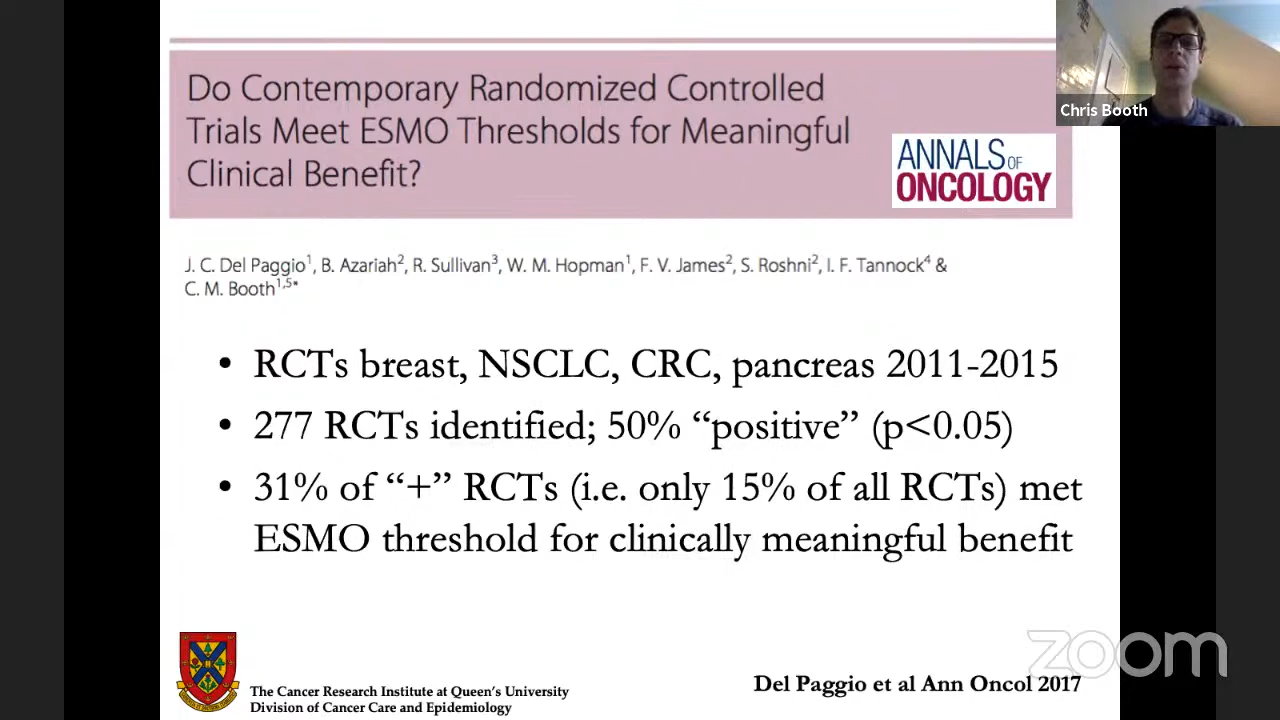 Do Contemporary Randomized Controlled
Trials Meet ESMO Thresholds for Meaningful
Clinical Benefit?
ANNALS OF
ONCOLOGY
Chris Booth
J. C. Del Paggio1, B. Azariah2, R. Sullivan3, W. M. Hopman1, F. V. James2, S. Roshni2, I. F. Tannock4 &
C. M. Booth1,5*
• RCTs breast, NSCLC, CRC, pancreas 2011-2015
• 277 RCTs identified; 50% “positive” (p<0.05)
• 31% of “+” RCTs (i.e. only 15% of all RCTs) met
ESMO threshold for clinically meaningful benefit
zoom
The Cancer Research Institute at Queen’s University
Division of Cancer Care and Epidemiology
Del Paggio et al Ann Oncol 2017